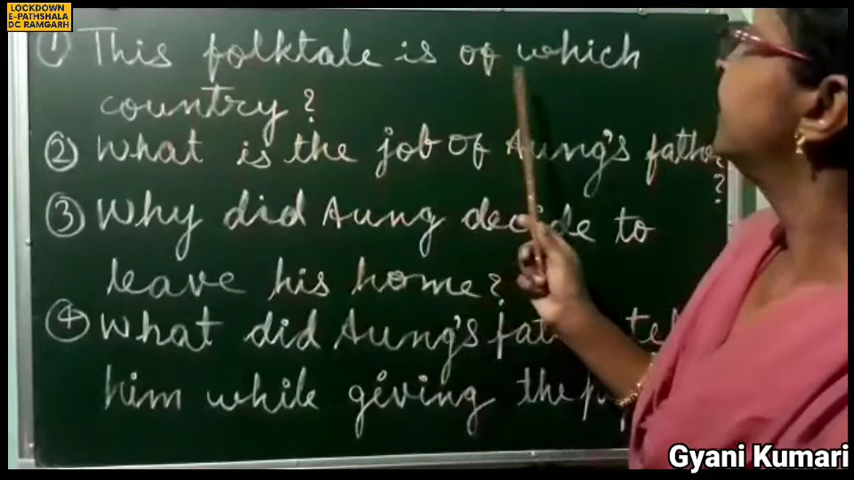 LOCKDOWN
E-PATHSHALA
DC RAMGARH
① This folktale is of which
country?
② What is the job of Aung's father
?
③ Why did Aung decide to
leave his home?
④ What did Aung's
him while giving the
Gyani Kumari